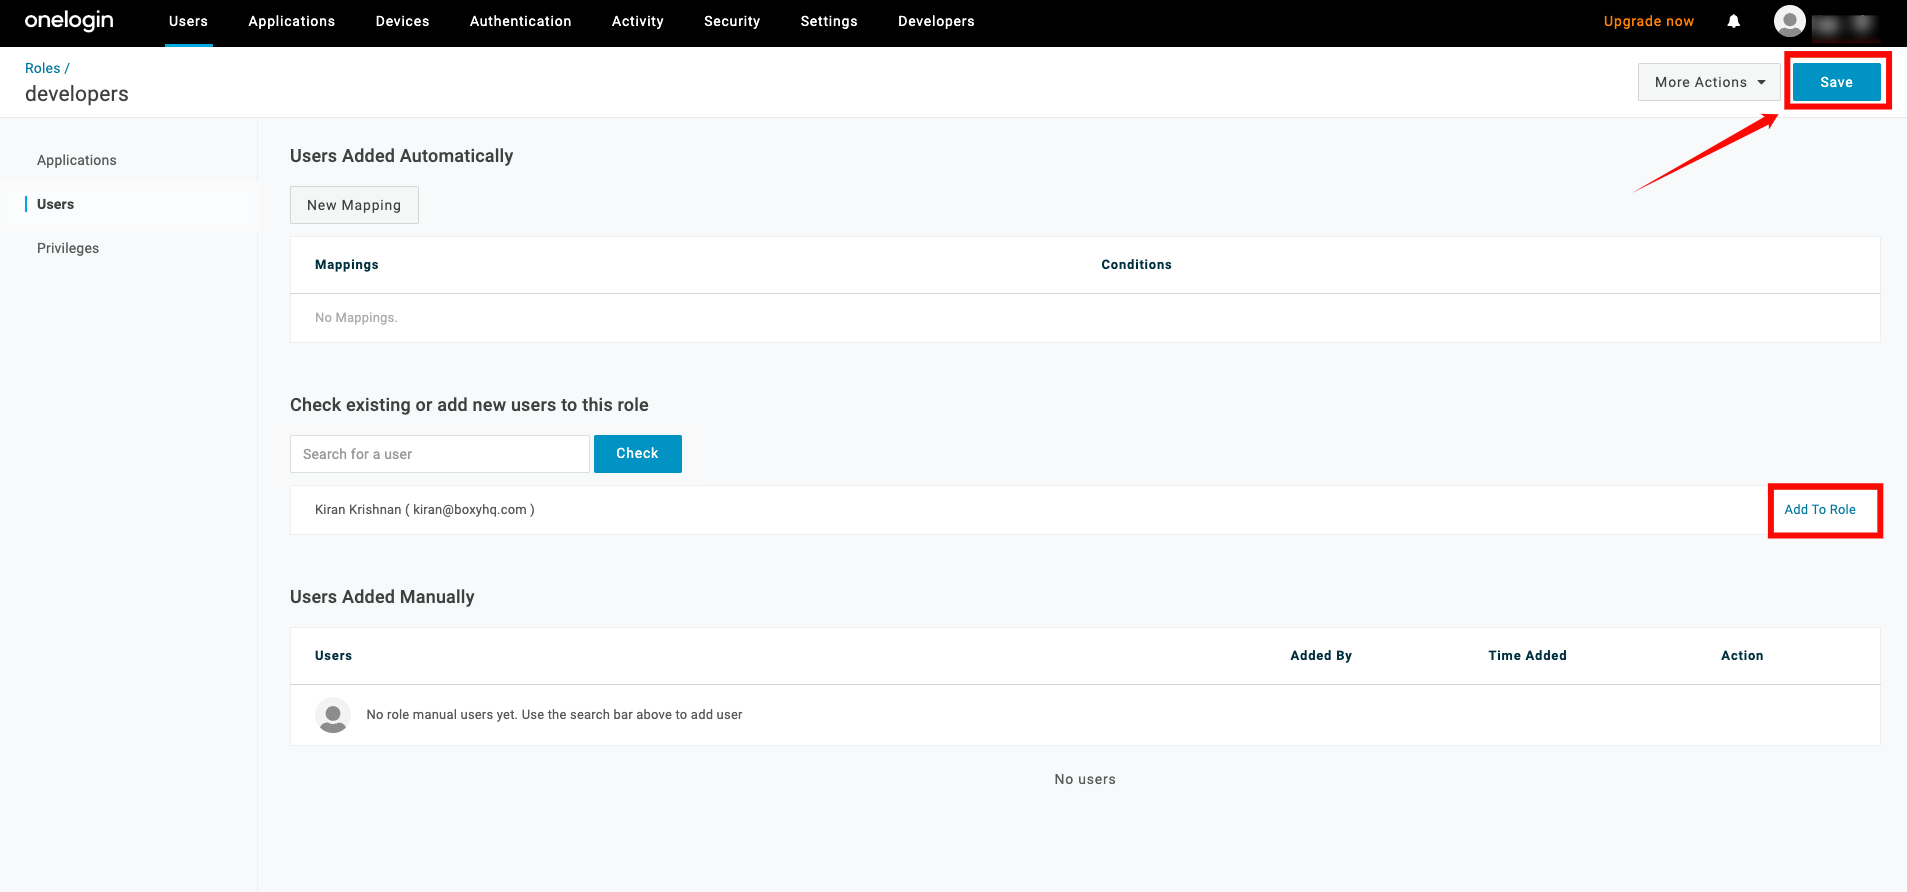 onelogin
Users Applications Devices Authentication Activity Security Settings Developers Upgrade now
Roles /
developers
More Actions Save
Applications
Users
Privileges
Users Added Automatically
New Mapping
Mappings Conditions
No Mappings.
Check existing or add new users to this role
Search for a user Check
Kiran Krishnan ( kiran@boxyhq.com ) Add To Role
Users Added Manually
Users Added By Time Added Action
No role manual users yet. Use the search bar above to add user
No users